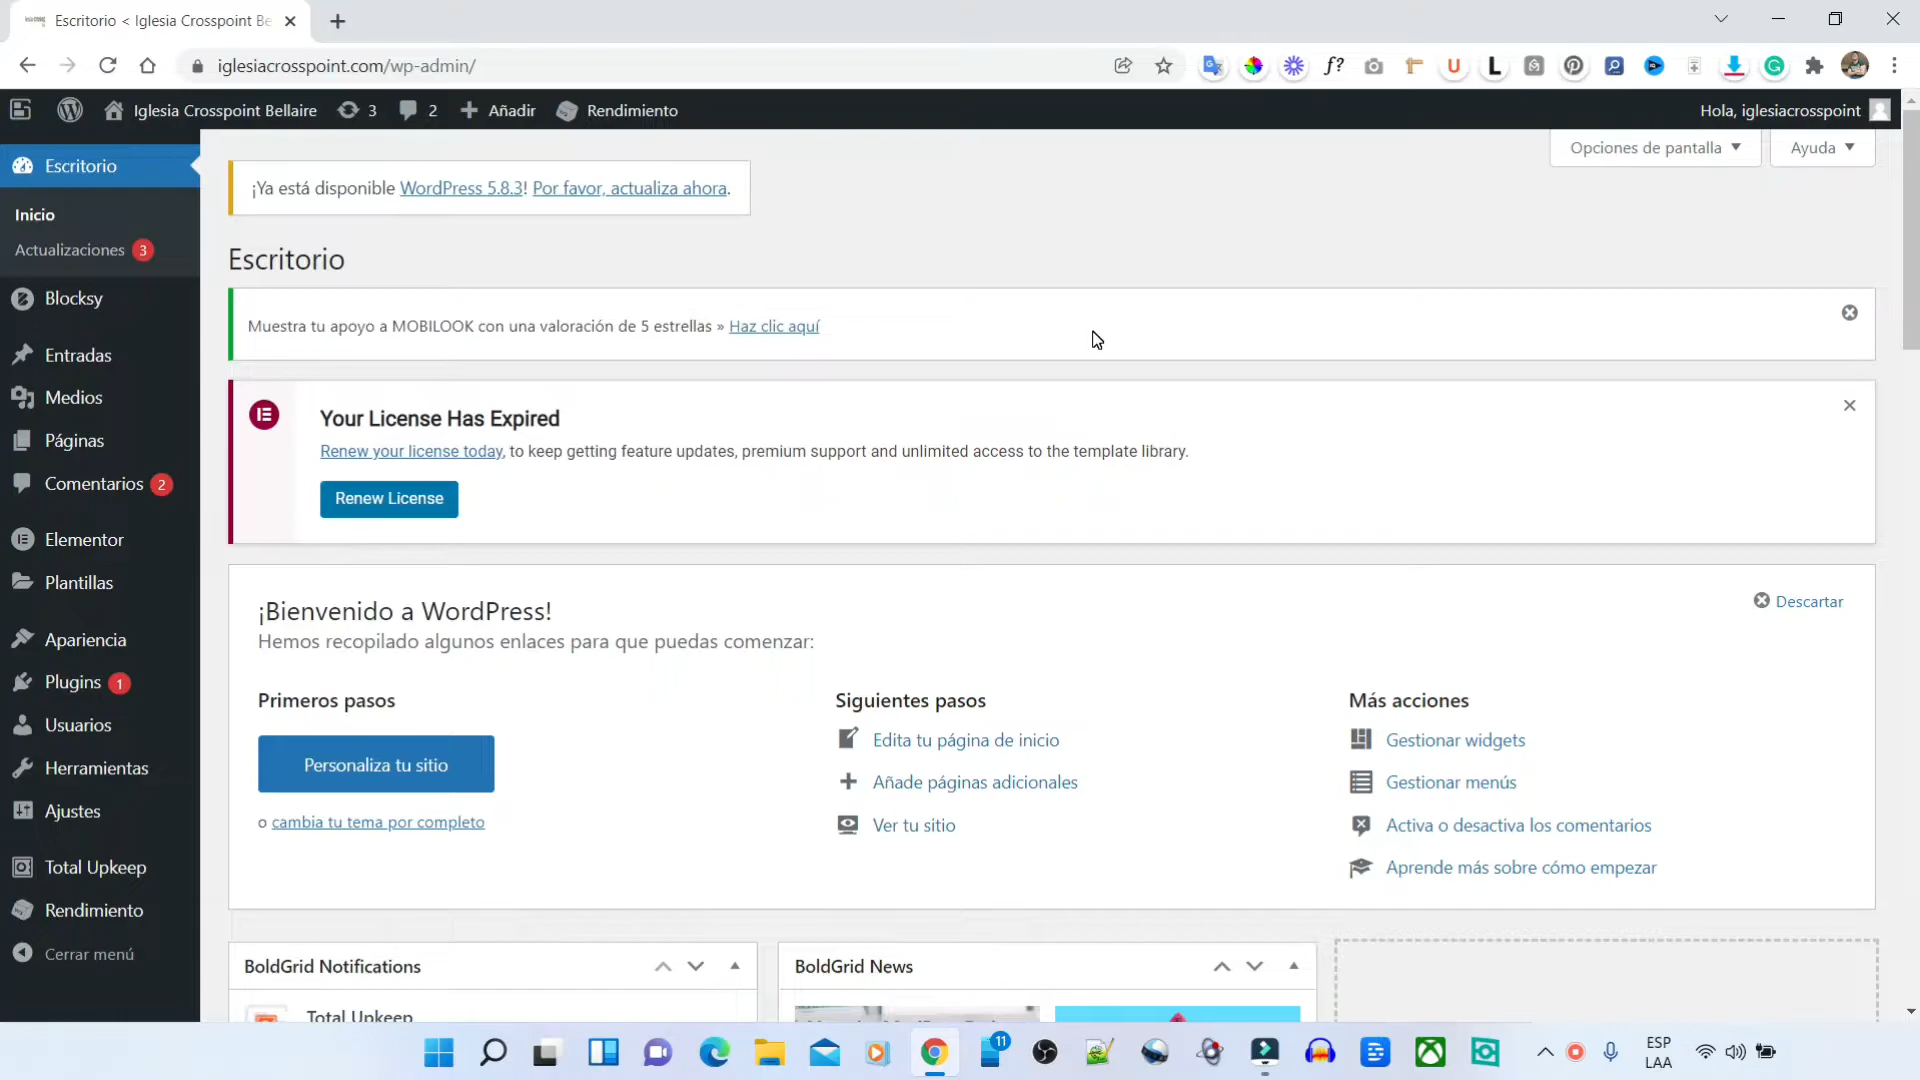 Escritorio < Iglesia Crosspoint Be
iglesiacrosspoint.com/wp-admin/
Iglesia Crosspoint Bellaire
3
2
Añadir
Rendimiento
Hola, iglesiacrosspoint
Escritorio
Inicio
Actualizaciones 3
Blocksy
Entradas
Medios
Páginas
Comentarios 2
Elementor
Plantillas
Apariencia
Plugins 1
Usuarios
Herramientas
Ajustes
Total Upkeep
Rendimiento
Cerrar menú
Opciones de pantalla
Ayuda
¡Ya está disponible WordPress 5.8.3! Por favor, actualiza ahora.
Escritorio
Muestra tu apoyo a MOBILOOK con una valoración de 5 estrellas » Haz clic aquí
Your License Has Expired
Renew your license today, to keep getting feature updates, premium support and unlimited access to the template library.
Renew License
¡Bienvenido a WordPress!
Descartar
Hemos recopilado algunos enlaces para que puedas comenzar:
Primeros pasos
Personaliza tu sitio
o cambia tu tema por completo
Siguientes pasos
Edita tu página de inicio
Añade páginas adicionales
Ver tu sitio
Más acciones
Gestionar widgets
Gestionar menús
Activa o desactiva los comentarios
Aprende más sobre cómo empezar
BoldGrid Notifications
Total Upkeep
BoldGrid News
11
ESP
LAA